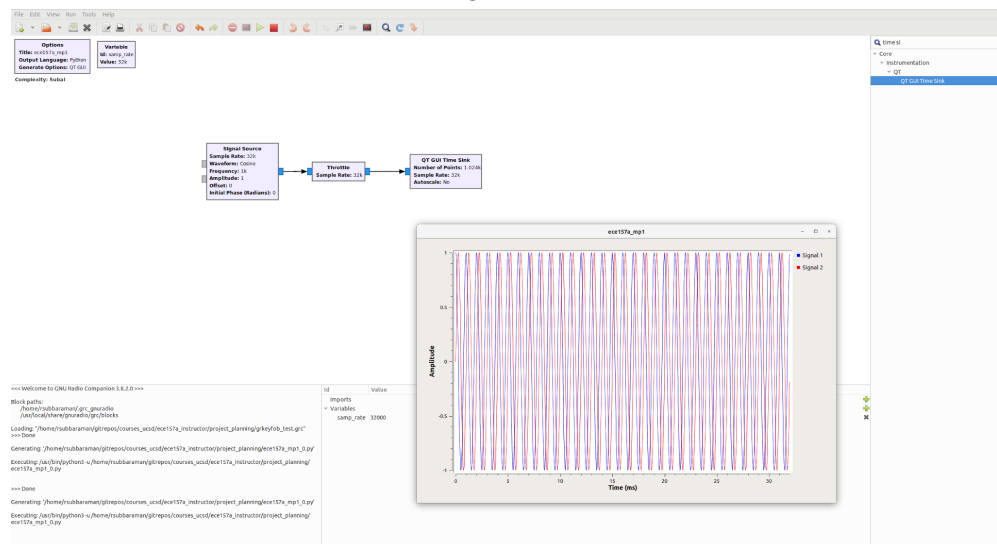 File Edit View Run Tools Help
Options
Title: ece157a_mp1
Output Language: Python
Generate Options: QT GUI
Variable
Id: samp_rate
Value: 32k
Complexity: Subal
time sl
Core
Instrumentation
QT
QT GUI Time Sink
Signal Source
Sample Rate: 32k
Waveform: Cosine
Frequency: 1k
Amplitude: 1
Offset: 0
Initial Phase (Radians): 0
Throttle
Sample Rate: 32k
QT GUI Time Sink
Number of Points: 1.024k
Sample Rate: 32k
Autoscale: No
ece157a_mp1
Signal 1
Signal 2
1
0.5
0
-0.5
-1
Amplitude
0 5 10 15 20 25 30
Time (ms)
<<< Welcome to GNU Radio Companion 3.8.2.0 >>>
Block paths:
/home/rsubbaraman/.grc_gnuradio
/usr/local/share/gnuradio/grc/blocks
Loading: "/home/rsubbaraman/gitrepos/courses_ucsd/ece157a_instructor/project_planning/grkeyfob_test.grc"
>>> Done
Generating: '/home/rsubbaraman/gitrepos/courses_ucsd/ece157a_instructor/project_planning/ece157a_mp1_0.py'
Executing: /usr/bin/python3 -u /home/rsubbaraman/gitrepos/courses_ucsd/ece157a_instructor/project_planning/
ece157a_mp1_0.py
>>> Done
Generating: '/home/rsubbaraman/gitrepos/courses_ucsd/ece157a_instructor/project_planning/ece157a_mp1_0.py'
Executing: /usr/bin/python3 -u /home/rsubbaraman/gitrepos/courses_ucsd/ece157a_instructor/project_planning/
ece157a_mp1_0.py
Id Value
Imports
Variables
samp_rate 32000